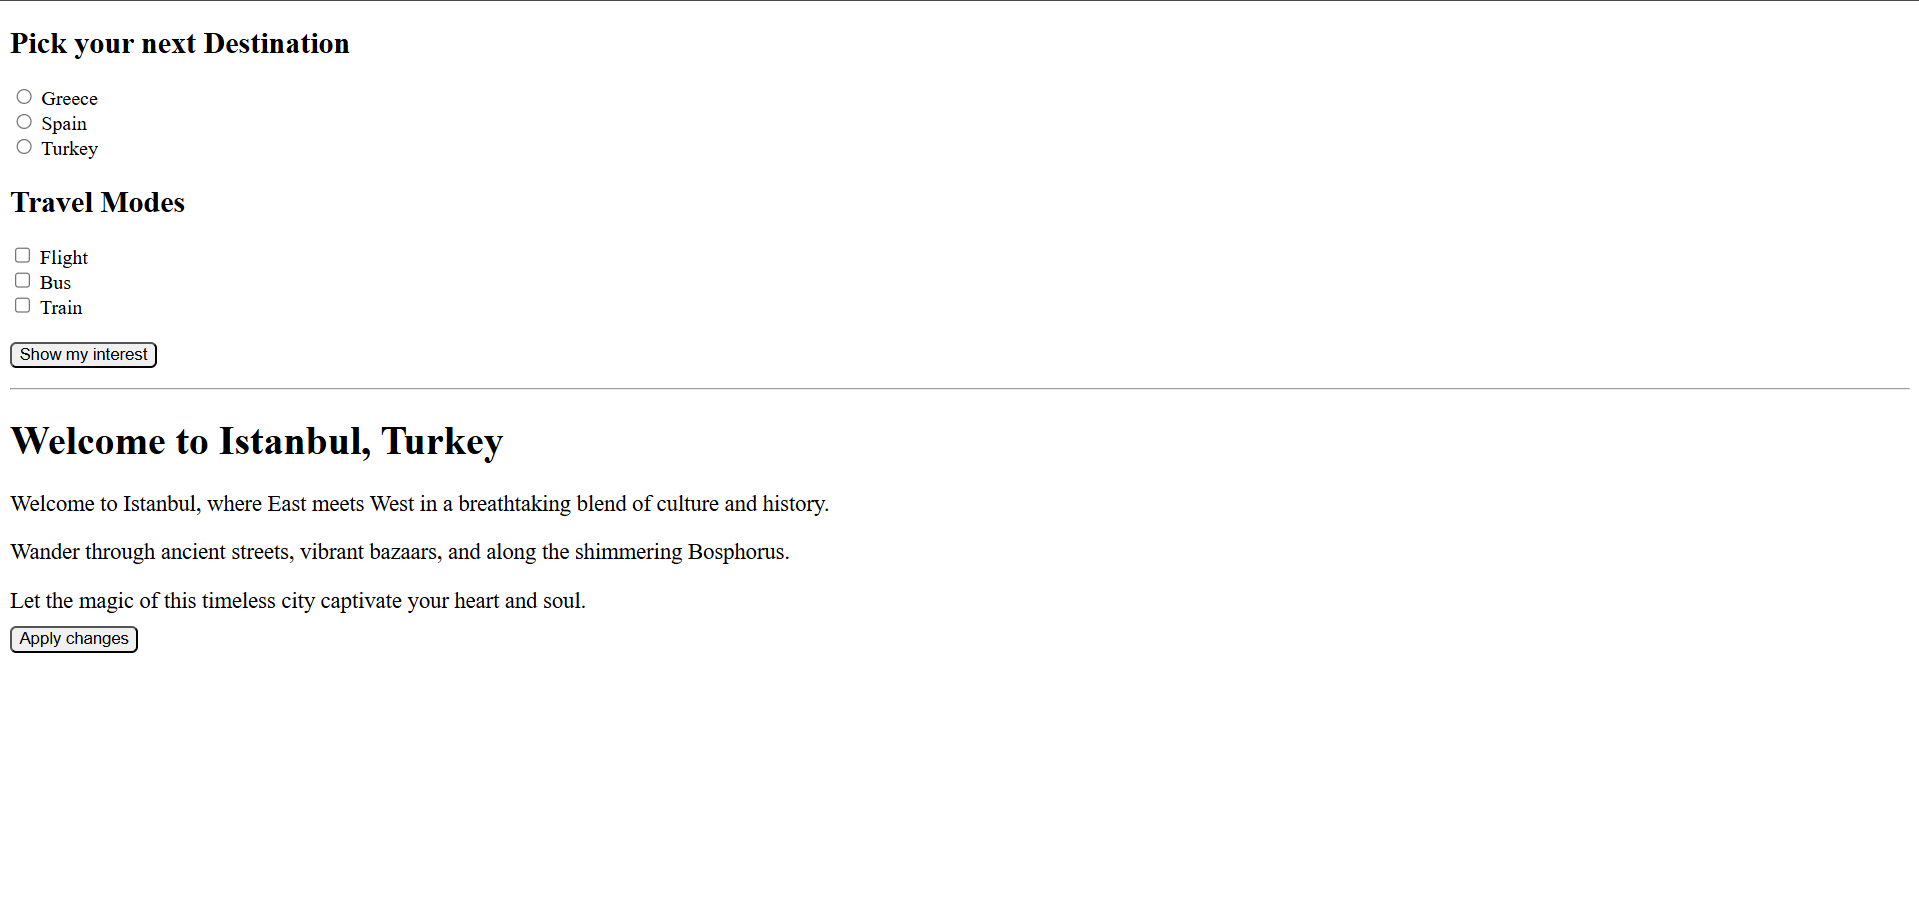 Pick your next Destination
Greece
Spain
Turkey
Travel Modes
Flight
Bus
Train
Show my interest
Welcome to Istanbul, Turkey
Welcome to Istanbul, where East meets West in a breathtaking blend of culture and history.
Wander through ancient streets, vibrant bazaars, and along the shimmering Bosphorus.
Let the magic of this timeless city captivate your heart and soul.
Apply changes